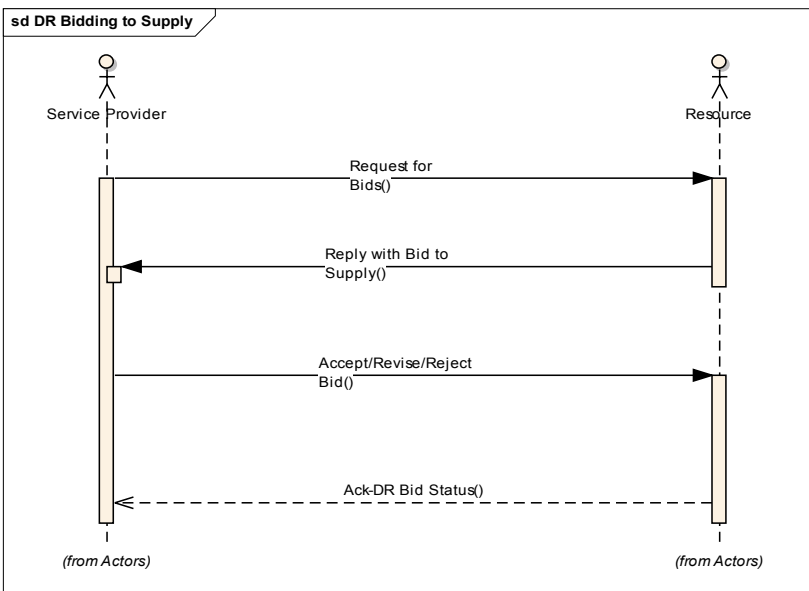 sd DR Bidding to Supply
Service Provider
Resource
Request for
Bids()
Reply with Bid to
Supply()
Accept/Revise/Reject
Bid()
Ack-DR Bid Status()
(from Actors)
(from Actors)